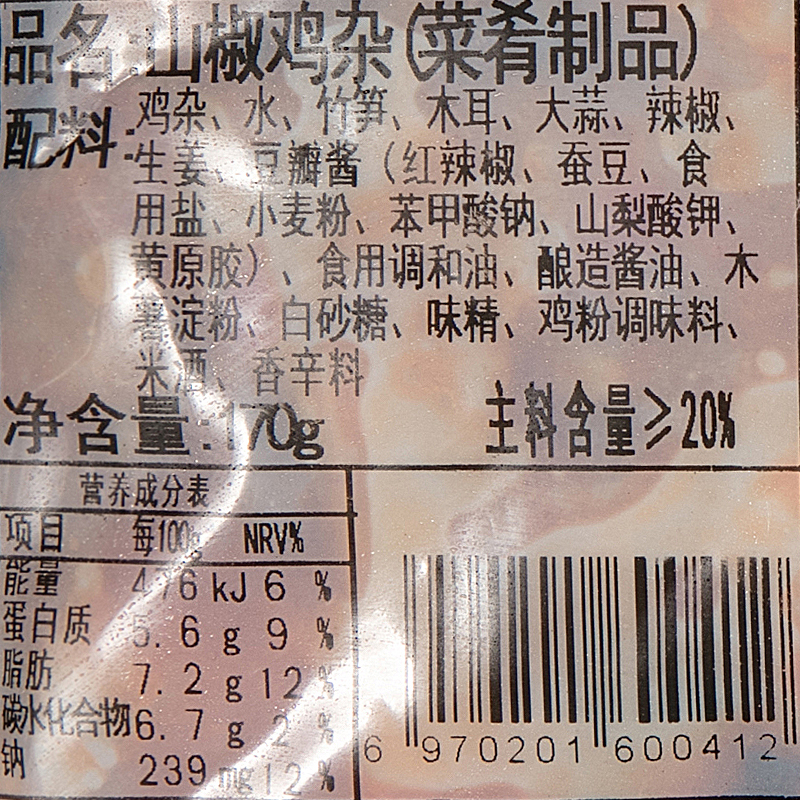 品名:山椒鸡杂(菜肴制品)
配料:鸡杂、水、竹笋、木耳、大蒜、辣椒、
生姜、豆瓣酱（红辣椒、蚕豆、食
用盐、小麦粉、苯甲酸钠、山梨酸钾、
黄原胶）、食用调和油、酿造酱油、木
薯淀粉、白砂糖、味精、鸡粉调味料、
米酒、香辛料
净含量:170g 主料含量≥20%
营养成分表
项目 每100g NRV%
能量 476 kJ 6 %
蛋白质 5.6 g 9 %
脂肪 7.2 g 12 %
碳水化合物 6.7 g 2 %
钠 239 mg 12 %
6 970201 600412